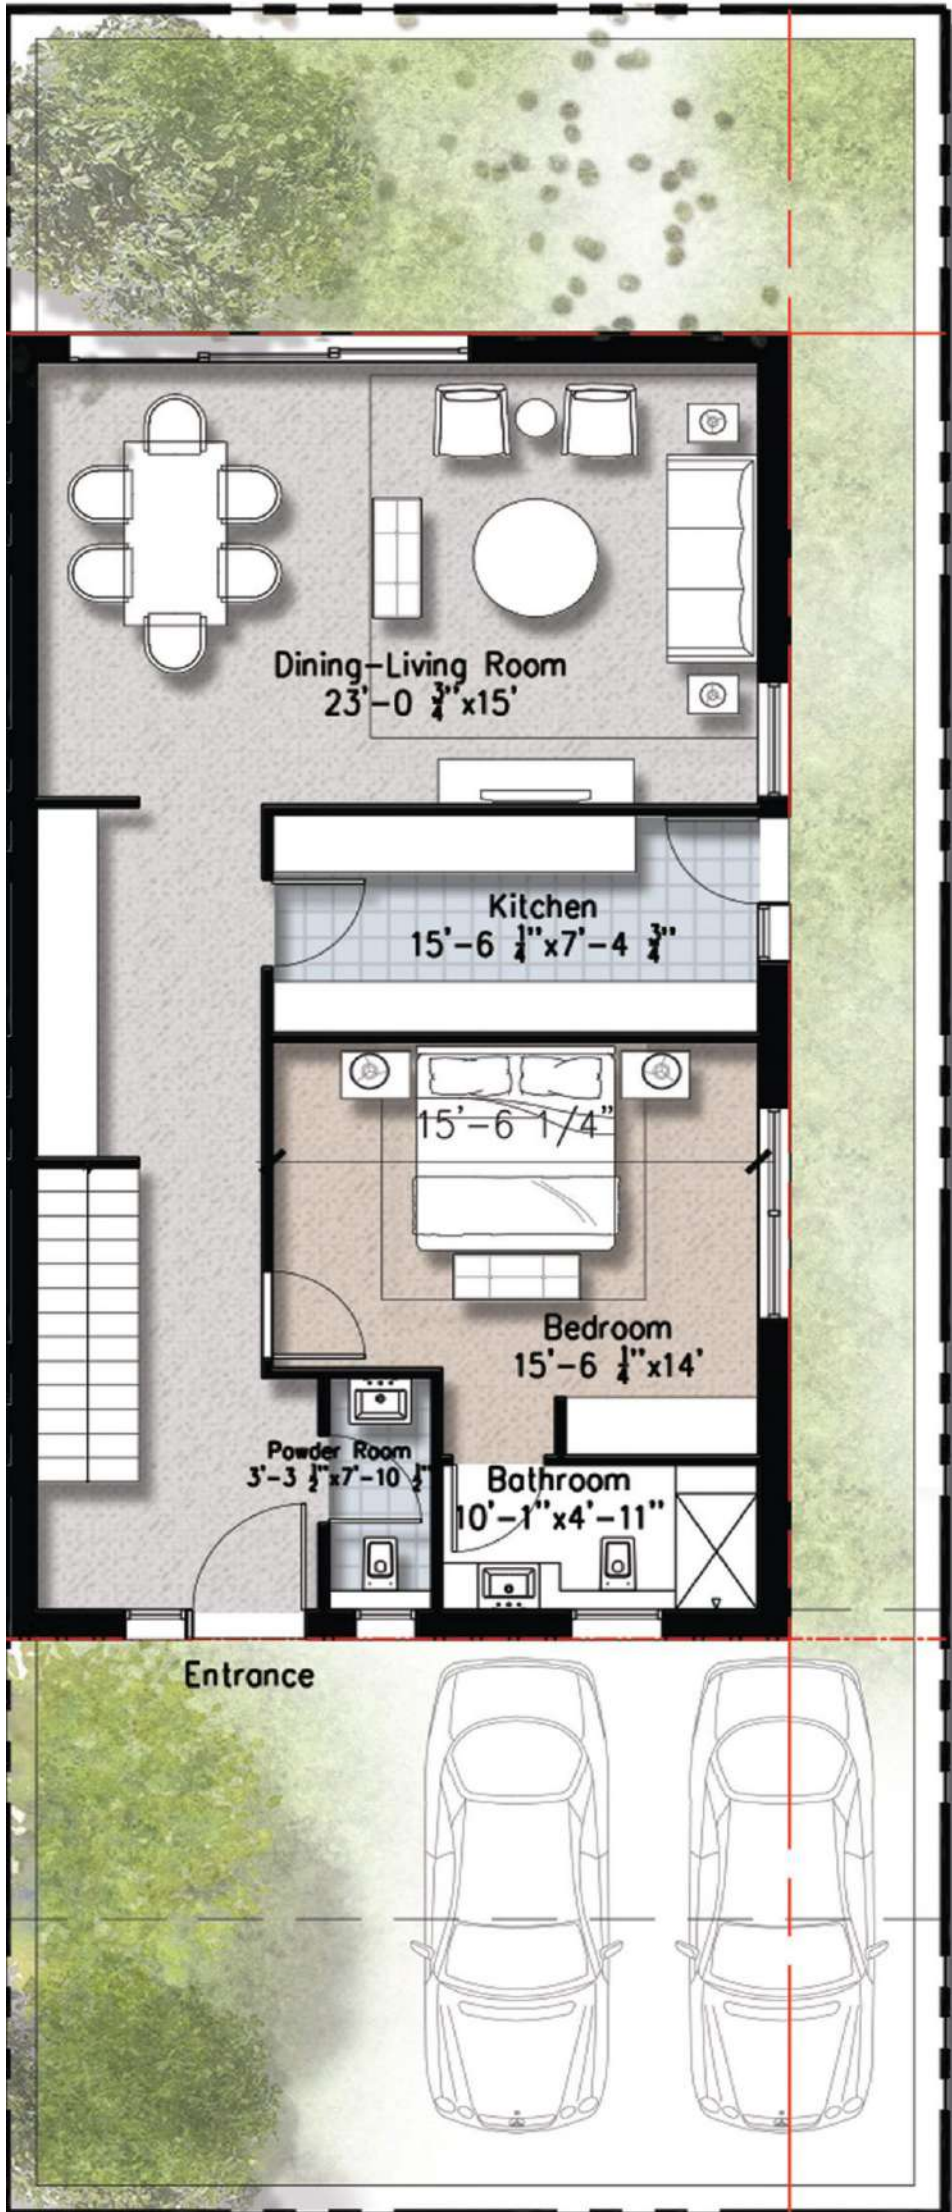 Dining-Living Room
23'-0 3/4"x15'
Kitchen
15'-6 1/4"x7'-4 3/4"
15'-6 1/4"
Bedroom
15'-6 1/4"x14'
Powder Room
3'-3 1/2"x7'-10 1/2"
Bathroom
10'-1"x4'-11"
Entrance